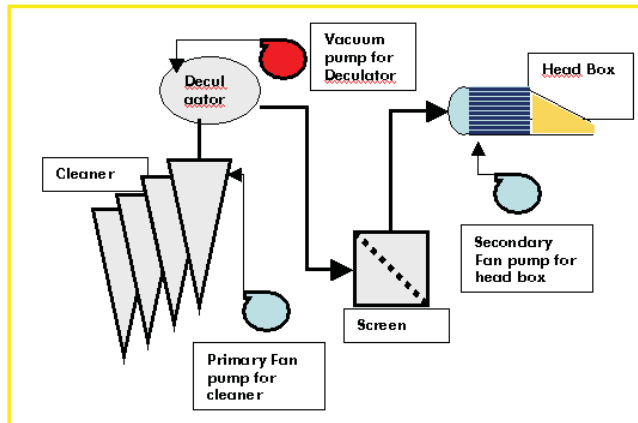 Vacuum
pump for
Deculator
Decul
aator
Head Box
Cleaner
Secondary
Fan pump for
head box
Screen
Primary Fan
pump for
cleaner